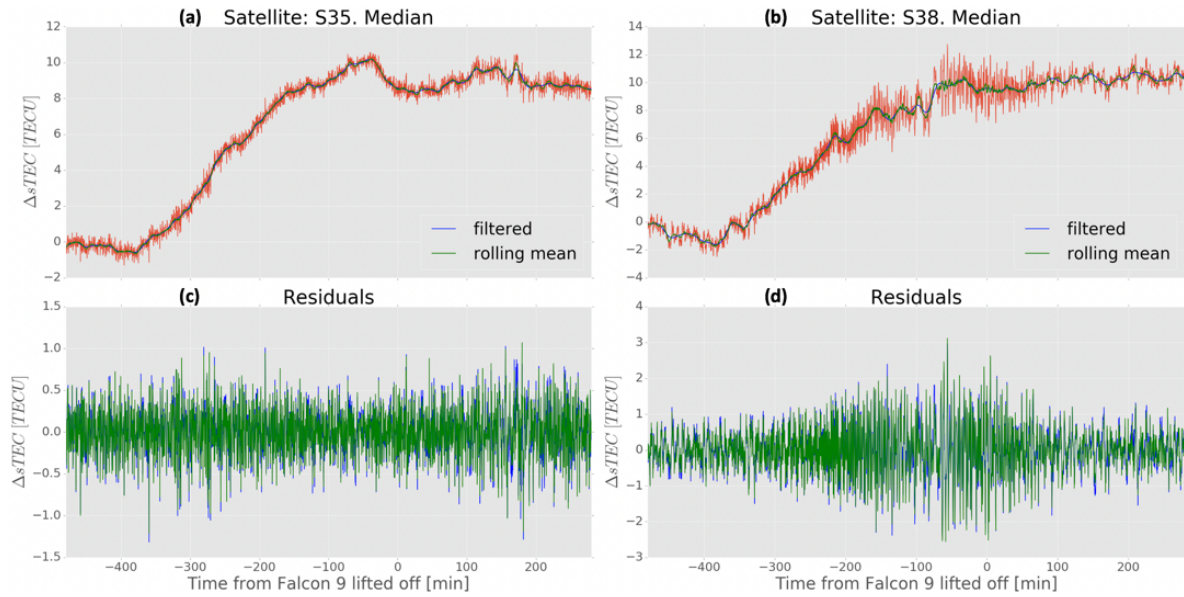 (a) Satellite: S35. Median
12
10
8
6
4
2
0
−2
ΔsTEC [TECU]
filtered
rolling mean
(b) Satellite: S38. Median
14
12
10
8
6
4
2
0
−2
−4
ΔsTEC [TECU]
filtered
rolling mean
(c) Residuals
1.5
1.0
0.5
0.0
−0.5
−1.0
−1.5
ΔsTEC [TECU]
−400 −300 −200 −100 0 100 200
Time from Falcon 9 lifted off [min]
(d) Residuals
4
3
2
1
0
−1
−2
−3
ΔsTEC [TECU]
−400 −300 −200 −100 0 100 200
Time from Falcon 9 lifted off [min]